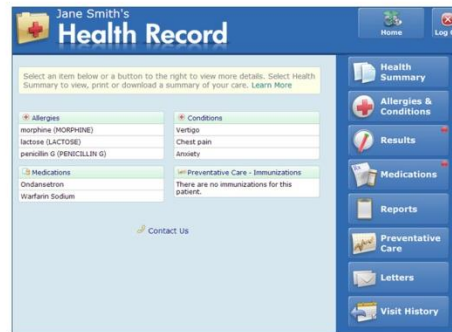 Jane Smith's
Health Record
Home
Log
Select an item below or a button to the right to view more details. Select Health
Summary to view, print or download a summary of your care. Learn More
Allergies
morphine (MORPHINE)
lactose (LACTOSE)
penicillin G (PENICILLIN G)
Conditions
Vertigo
Chest pain
Anxiety
Medications
Ondansetron
Warfarin Sodium
Preventative Care - Immunizations
There are no immunizations for this
patient.
Contact Us
Health
Summary
Allergies &
Conditions
Results
Medications
Reports
Preventative
Care
Letters
Visit History